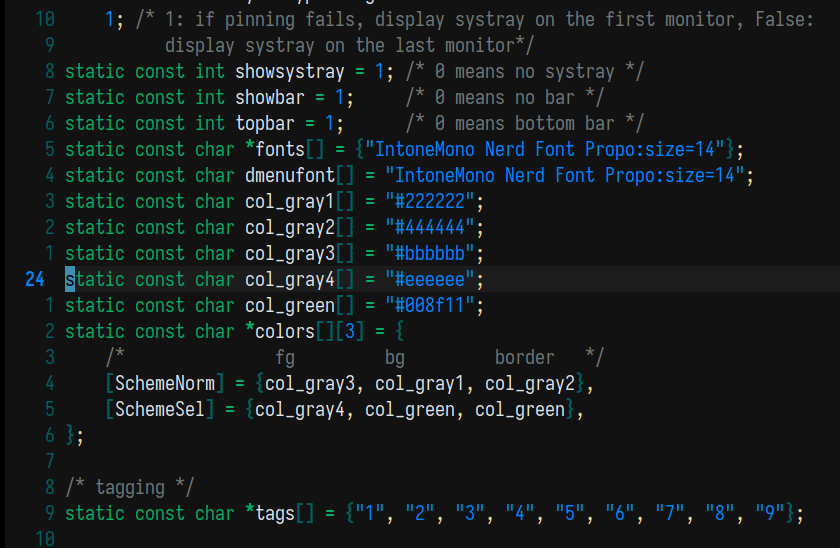 10 1; /* 1: if pinning fails, display systray on the first monitor, False:
9 display systray on the last monitor*/
8 static const int showsystray = 1; /* 0 means no systray */
7 static const int showbar = 1; /* 0 means no bar */
6 static const int topbar = 1; /* 0 means bottom bar */
5 static const char *fonts[] = {"IntoneMono Nerd Font Propo:size=14"};
4 static const char dmenufont[] = "IntoneMono Nerd Font Propo:size=14";
3 static const char col_gray1[] = "#222222";
2 static const char col_gray2[] = "#444444";
1 static const char col_gray3[] = "#bbbbbb";
24 static const char col_gray4[] = "#eeeeee";
1 static const char col_green[] = "#008f11";
2 static const char *colors[][3] = {
3 /* fg bg border */
4 [SchemeNorm] = {col_gray3, col_gray1, col_gray2},
5 [SchemeSel] = {col_gray4, col_green, col_green},
6 };
7
8 /* tagging */
9 static const char *tags[] = {"1", "2", "3", "4", "5", "6", "7", "8", "9"};
10